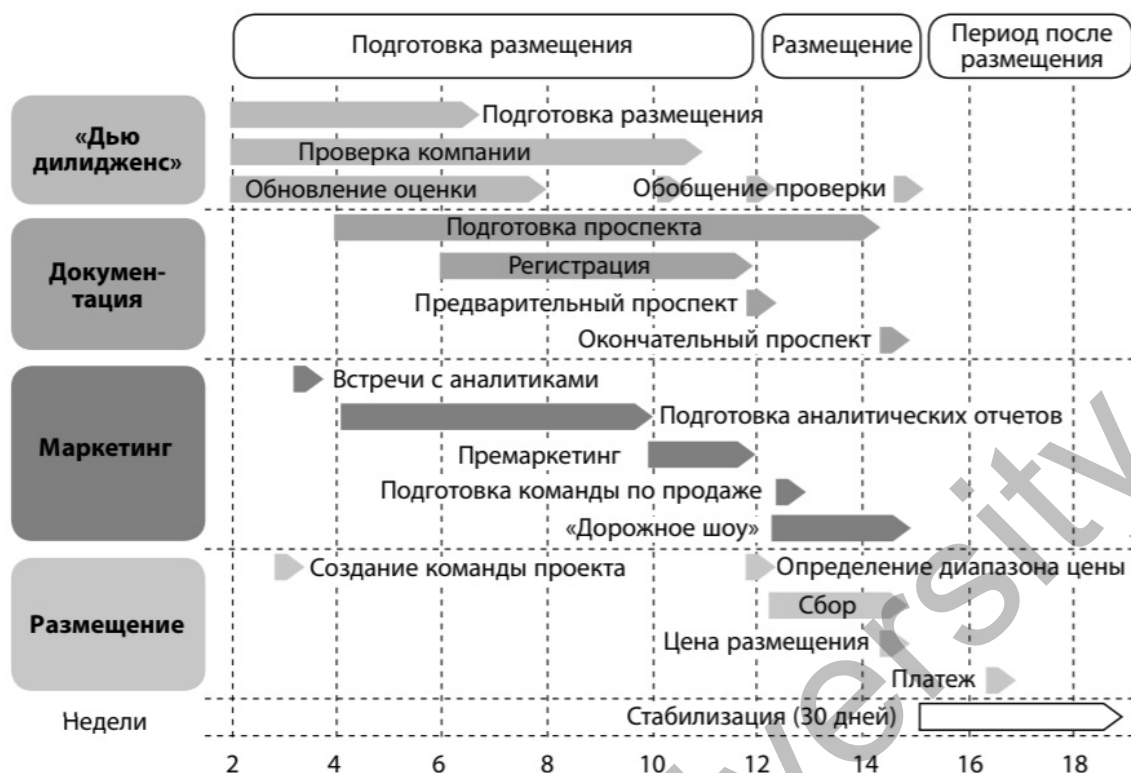 Подготовка размещения
Размещение
Период после
размещения
«Дью
дилидженс»
Подготовка размещения
Проверка компании
Обновление оценки
Обобщение проверки
Докумен-
тация
Подготовка проспекта
Регистрация
Предварительный проспект
Окончательный проспект
Маркетинг
Встречи с аналитиками
Подготовка аналитических отчетов
Премаркетинг
Подготовка команды по продаже
«Дорожное шоу»
Размещение
Создание команды проекта
Определение диапазона цены
Сбор
Цена размещения
Платеж
Недели
Стабилизация (30 дней)
2 4 6 8 10 12 14 16 18
versity